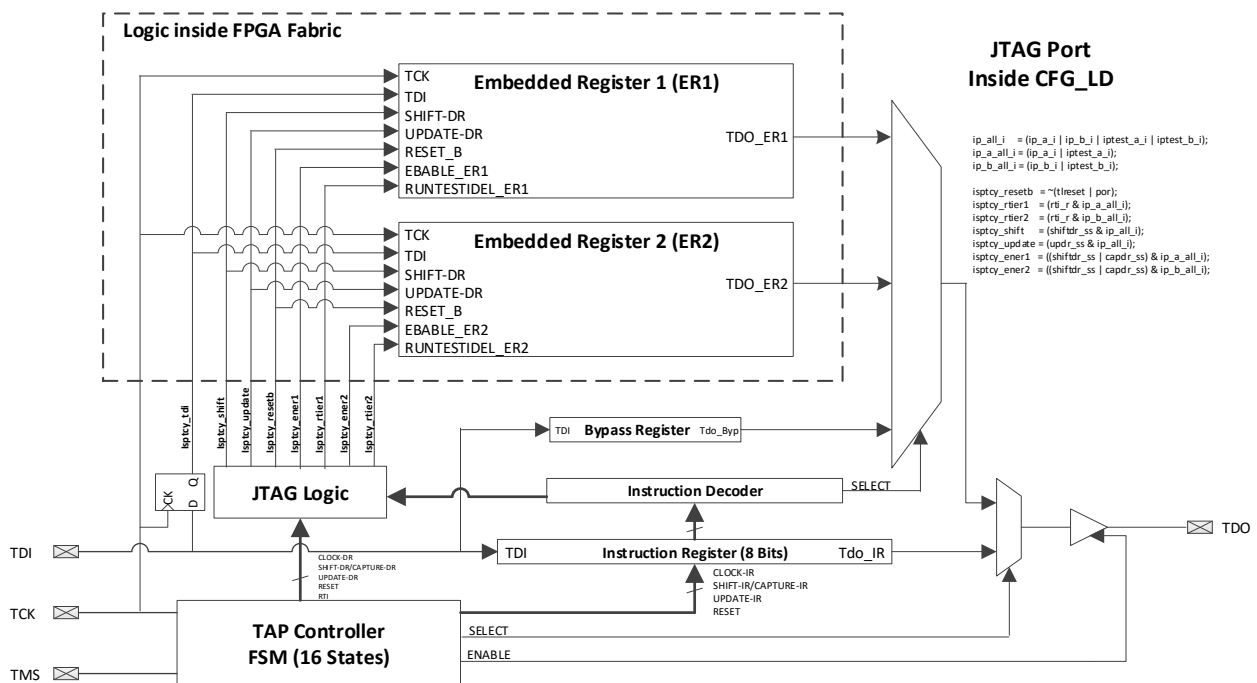 Logic inside FPGA Fabric
JTAG Port
Inside CFG_LD
TCK
TDI
SHIFT-DR
UPDATE-DR
RESET_B
EBABLE_ER1
RUNTESTIDEL_ER1
Embedded Register 1 (ER1)
TDO_ER1
TCK
TDI
SHIFT-DR
UPDATE-DR
RESET_B
EBABLE_ER2
RUNTESTIDEL_ER2
Embedded Register 2 (ER2)
TDO_ER2
ip_all_i = (ip_a_i | ip_b_i | iptest_a_i | iptest_b_i);
ip_a_all_i = (ip_a_i | iptest_a_i);
ip_b_all_i = (ip_b_i | iptest_b_i);
isptcy_resetb = ~(tlreset | por);
isptcy_rtier1 = (rti_r & ip_a_all_i);
isptcy_rtier2 = (rti_r & ip_b_all_i);
isptcy_shift = (shiftdr_ss & ip_all_i);
isptcy_update = (updr_ss & ip_all_i);
isptcy_ener1 = ((shiftdr_ss | capdr_ss) & ip_a_all_i);
isptcy_ener2 = ((shiftdr_ss | capdr_ss) & ip_b_all_i);
Isptcy_tdi
Isptcy_shift
Isptcy_update
Isptcy_resetb
Isptcy_ener1
Isptcy_rtier1
Isptcy_ener2
Isptcy_rtier2
TDI
Bypass Register
Tdo_Byp
CK
Q
D
JTAG Logic
Instruction Decoder
SELECT
TDI
TDI
Instruction Register (8 Bits)
Tdo_IR
TDO
CLOCK-DR
SHIFT-DR/CAPTURE-DR
UPDATE-DR
RESET
RTI
CLOCK-IR
SHIFT-IR/CAPTURE-IR
UPDATE-IR
RESET
TCK
TAP Controller
FSM (16 States)
SELECT
ENABLE
TMS